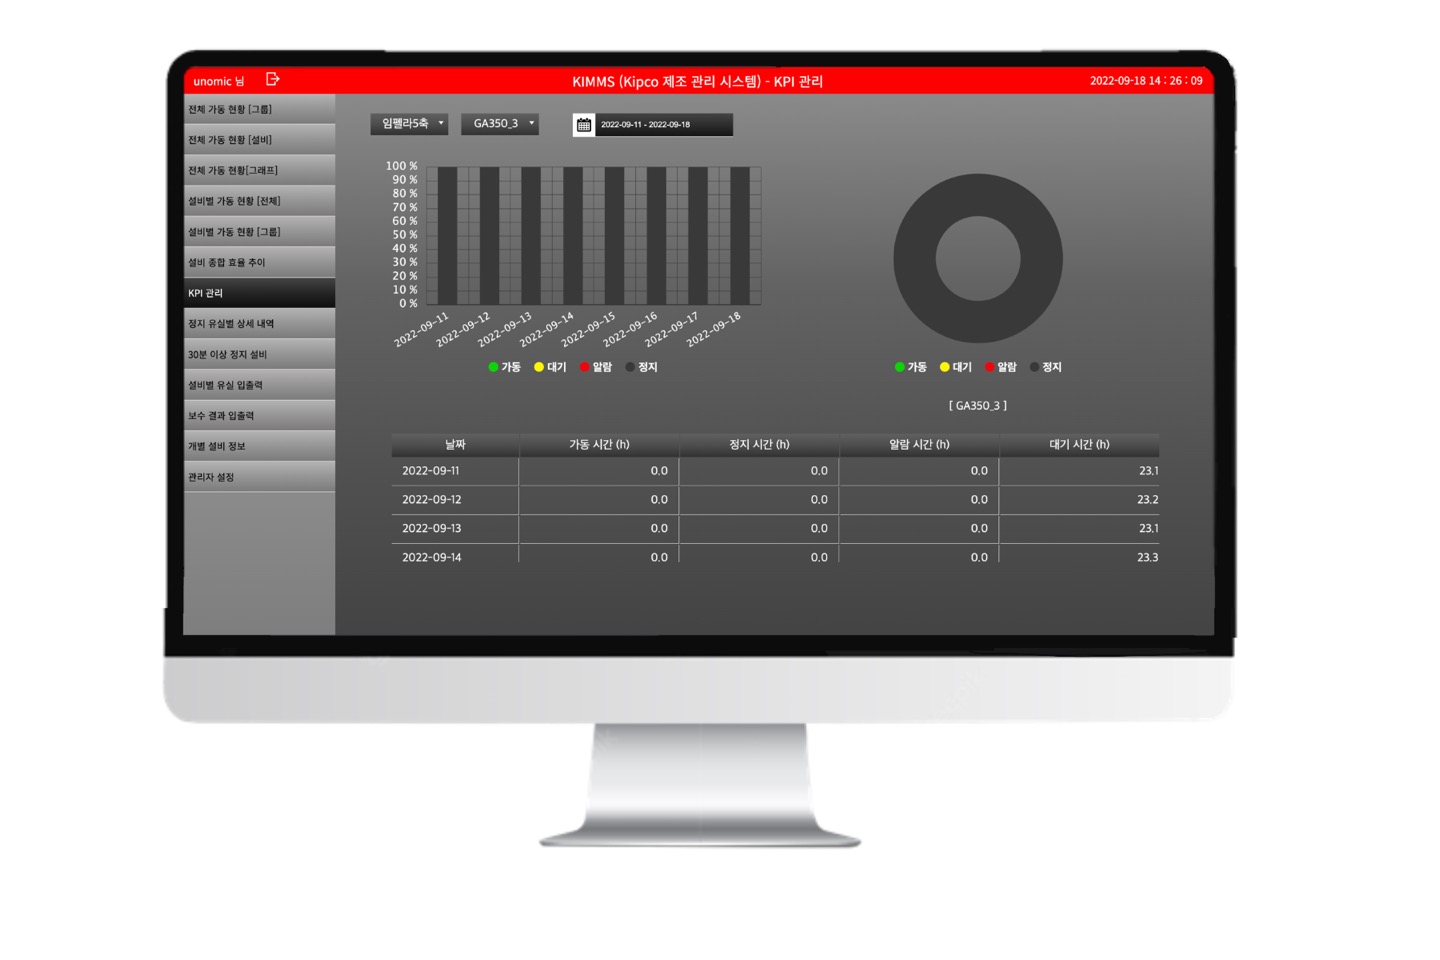 unomic 님
KIMMS (Kipco 제조 관리 시스템) - KPI 관리
2022-09-18 14 : 26 : 09
전체 가동 현황 [그룹]
전체 가동 현황 [설비]
전체 가동 현황[그래프]
설비별 가동 현황 [전체]
설비별 가동 현황 [그룹]
설비 종합 효율 추이
KPI 관리
정지 유실별 상세 내역
30분 이상 정지 설비
설비별 유실 입출력
보수 결과 입출력
개별 설비 정보
관리자 설정
임펠라5축
GA350_3
2022-09-11 - 2022-09-18
100 %
90 %
80 %
70 %
60 %
50 %
40 %
30 %
20 %
10 %
0 %
2022-09-11 2022-09-12 2022-09-13 2022-09-14 2022-09-15 2022-09-16 2022-09-17 2022-09-18
가동 대기 알람 정지
가동 대기 알람 정지
[ GA350_3 ]
날짜 가동 시간 (h) 정지 시간 (h) 알람 시간 (h) 대기 시간 (h)
2022-09-11 0.0 0.0 0.0 23.1
2022-09-12 0.0 0.0 0.0 23.2
2022-09-13 0.0 0.0 0.0 23.1
2022-09-14 0.0 0.0 0.0 23.3